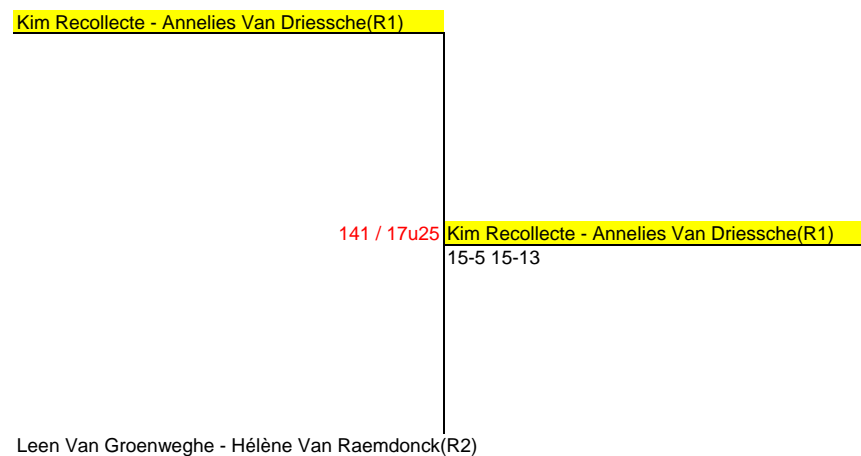 Kim Recollecte - Annelies Van Driessche(R1)
141 / 17u25 Kim Recollecte - Annelies Van Driessche(R1)
15-5 15-13
Leen Van Groenweghe - Hélène Van Raemdonck(R2)